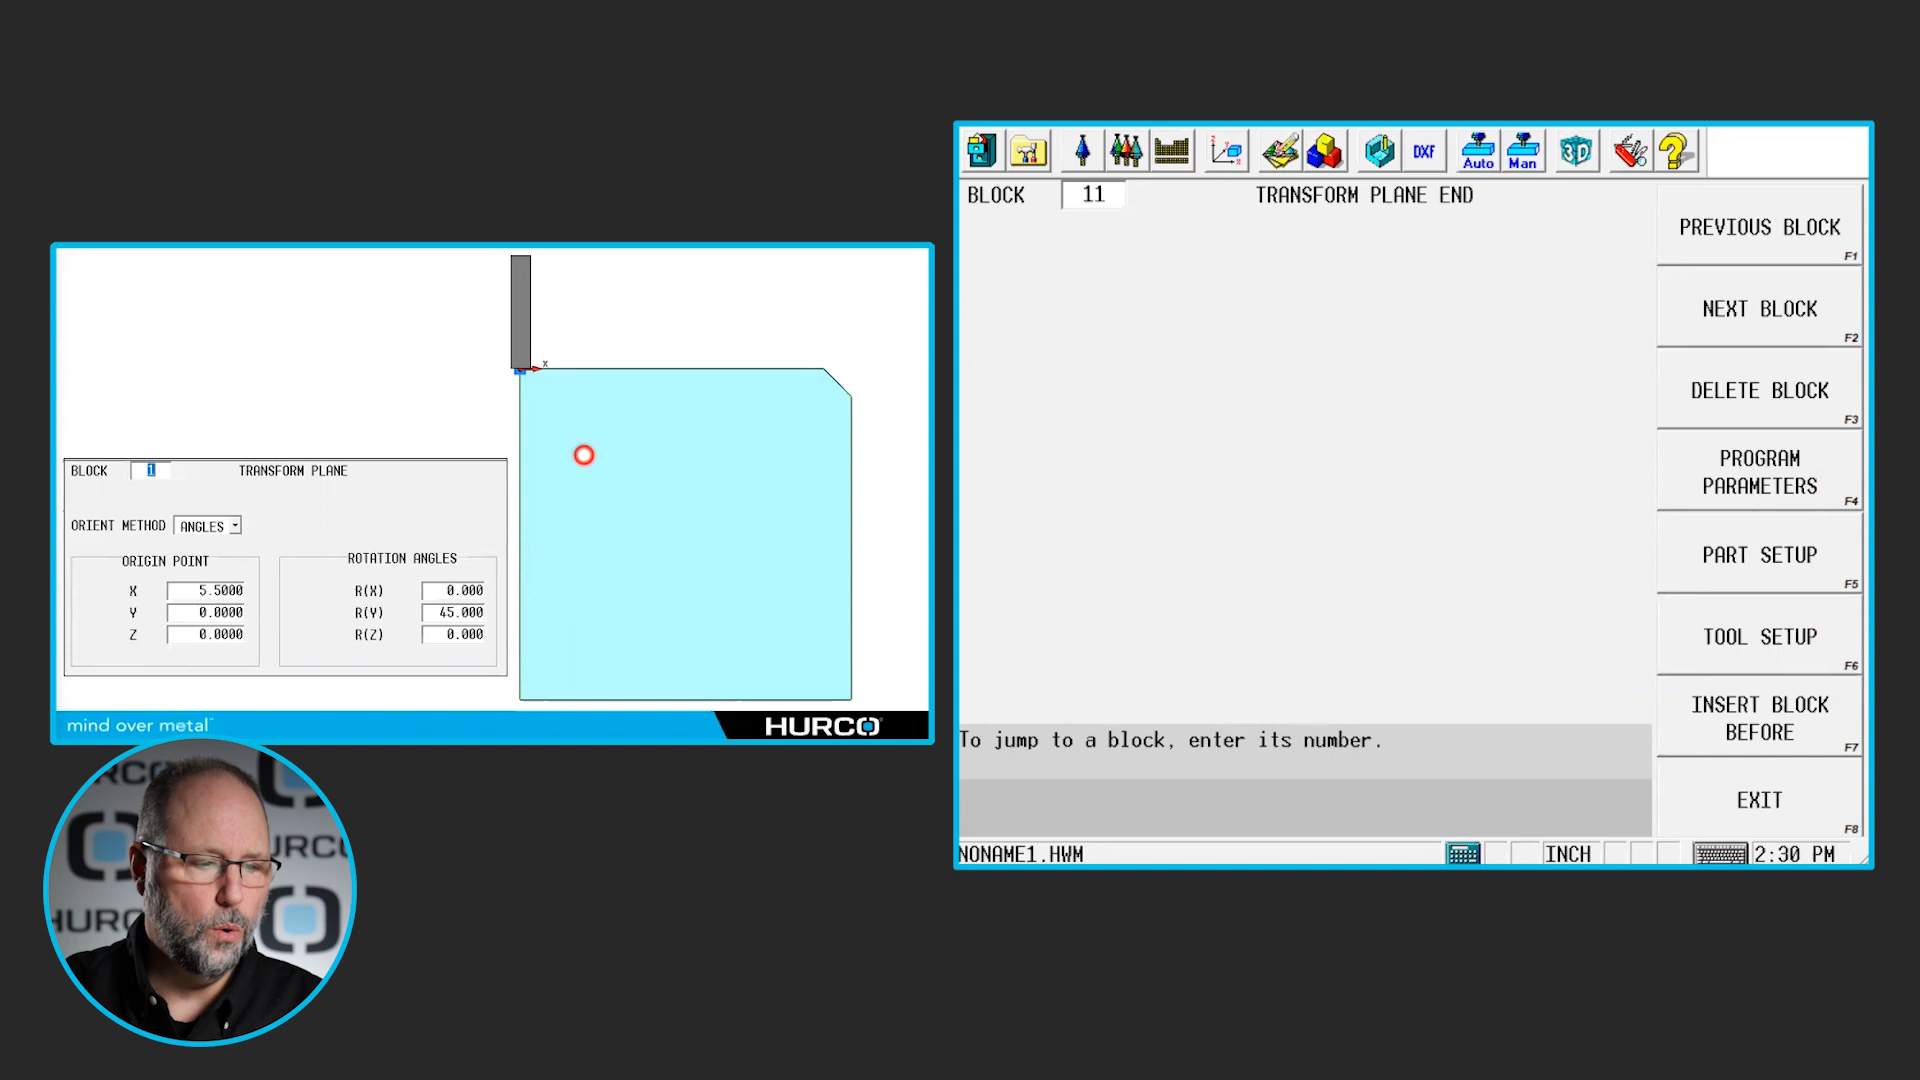 x
BLOCK 1 TRANSFORM PLANE
ORIENT METHOD ANGLES
ORIGIN POINT
X 5.5000
Y 0.0000
Z 0.0000
ROTATION ANGLES
R(X) 0.000
R(Y) 45.000
R(Z) 0.000
mind over metal™
HURCO
DXF
Auto
Man
3D
BLOCK 11 TRANSFORM PLANE END
PREVIOUS BLOCK
F1
NEXT BLOCK
F2
DELETE BLOCK
F3
PROGRAM
PARAMETERS
F4
PART SETUP
F5
TOOL SETUP
F6
INSERT BLOCK
BEFORE
F7
EXIT
F8
To jump to a block, enter its number.
NONAME1.HWM INCH 2:30 PM
HURCO